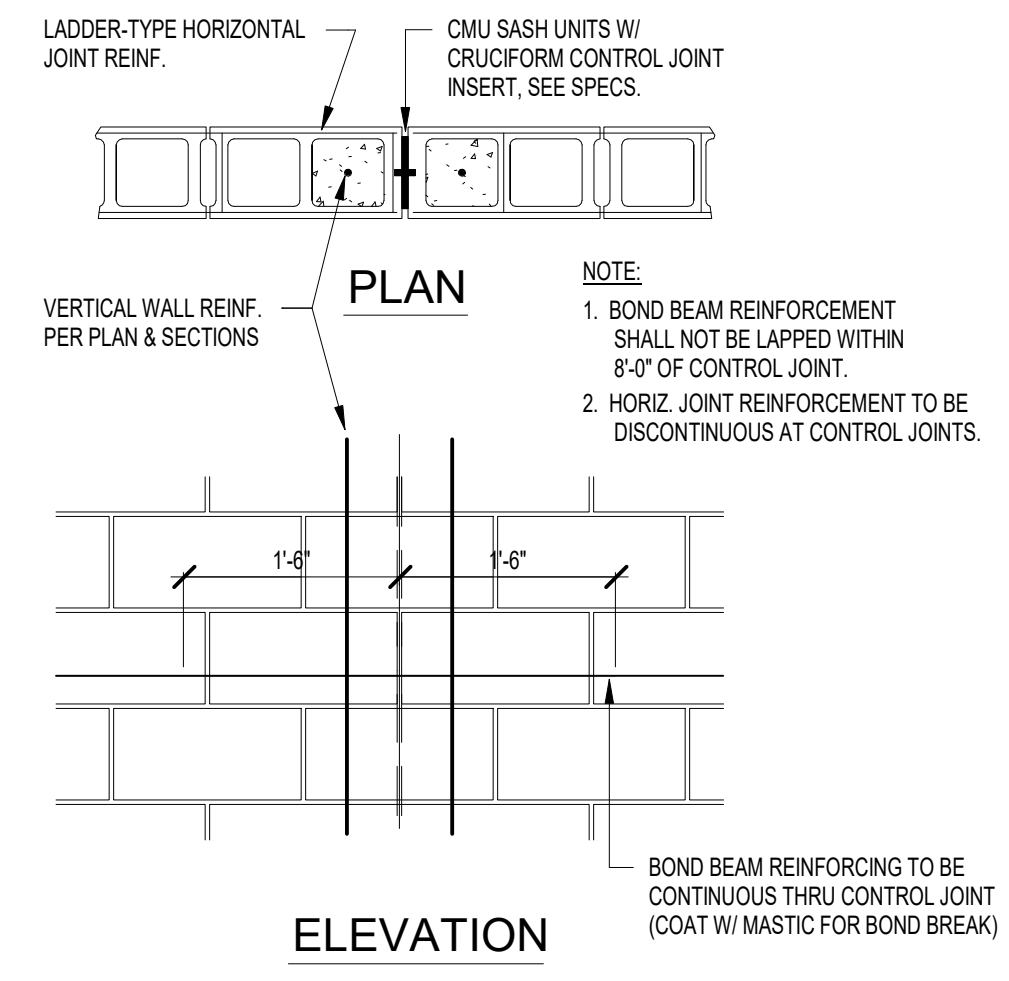 LADDER-TYPE HORIZONTAL
JOINT REINF.
CMU SASH UNITS W/
CRUCIFORM CONTROL JOINT
INSERT, SEE SPECS.
VERTICAL WALL REINF.
PER PLAN & SECTIONS
PLAN
NOTE:
1. BOND BEAM REINFORCEMENT
SHALL NOT BE LAPPED WITHIN
8'-0" OF CONTROL JOINT.
2. HORIZ. JOINT REINFORCEMENT TO BE
DISCONTINUOUS AT CONTROL JOINTS.
1'-6"
1'-6"
BOND BEAM REINFORCING TO BE
CONTINUOUS THRU CONTROL JOINT
(COAT W/ MASTIC FOR BOND BREAK)
ELEVATION